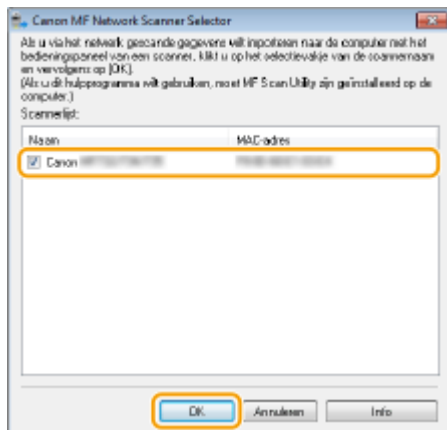 Canon MF Network Scanner Selector
Als u via het netwerk gescande gegevens wilt importeren naar de computer met het
bedieningspaneel van een scanner, klikt u op het selectievakje van de scannernaam
en vervolgens op [OK].
(Als u dit hulpprogramma wilt gebruiken, moet MF Scan Utility zijn geïnstalleerd op de
computer.)
Scannerlijst:
Naam MAC-adres
Canon
OK Annuleren Info